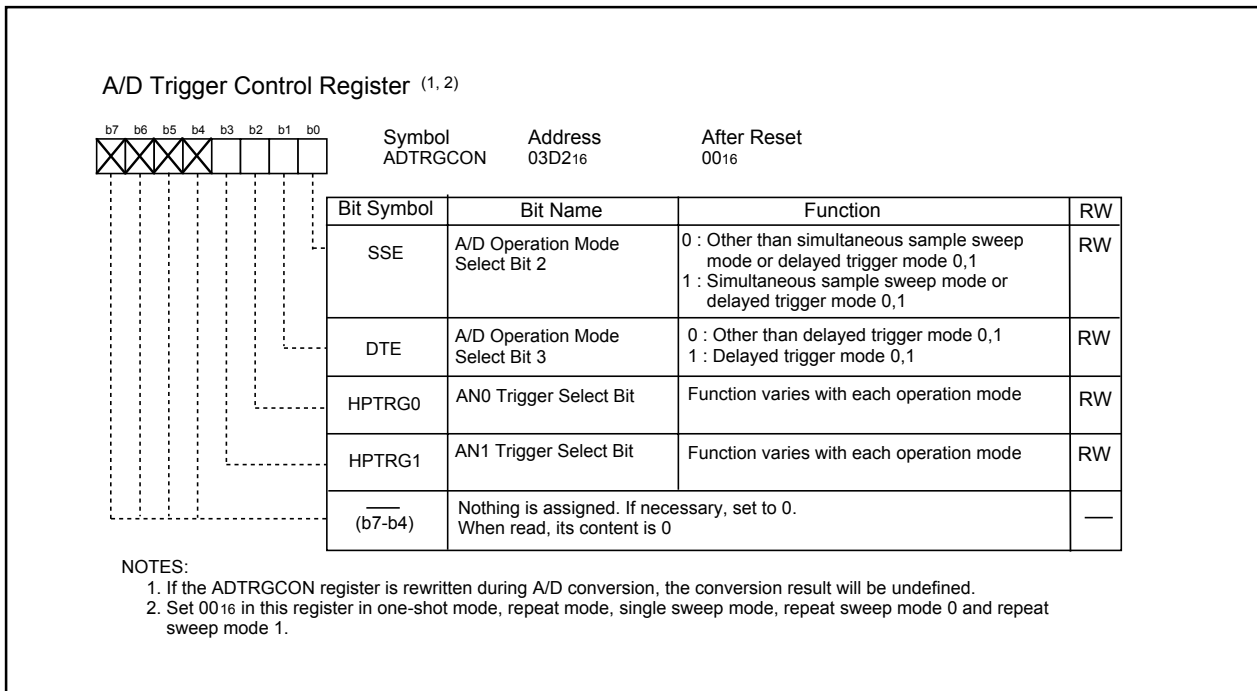 A/D Trigger Control Register (1, 2)
b7 b6 b5 b4 b3 b2 b1 b0
Symbol Address After Reset
ADTRGCON 03D216 0016
Bit Symbol Bit Name Function RW
SSE A/D Operation Mode Select Bit 2 0 : Other than simultaneous sample sweep RW
mode or delayed trigger mode 0,1
1 : Simultaneous sample sweep mode or
delayed trigger mode 0,1
DTE A/D Operation Mode Select Bit 3 0 : Other than delayed trigger mode 0,1 RW
1 : Delayed trigger mode 0,1
HPTRG0 AN0 Trigger Select Bit Function varies with each operation mode RW
HPTRG1 AN1 Trigger Select Bit Function varies with each operation mode RW
(b7-b4) Nothing is assigned. If necessary, set to 0. —
When read, its content is 0
NOTES:
1. If the ADTRGCON register is rewritten during A/D conversion, the conversion result will be undefined.
2. Set 0016 in this register in one-shot mode, repeat mode, single sweep mode, repeat sweep mode 0 and repeat
sweep mode 1.